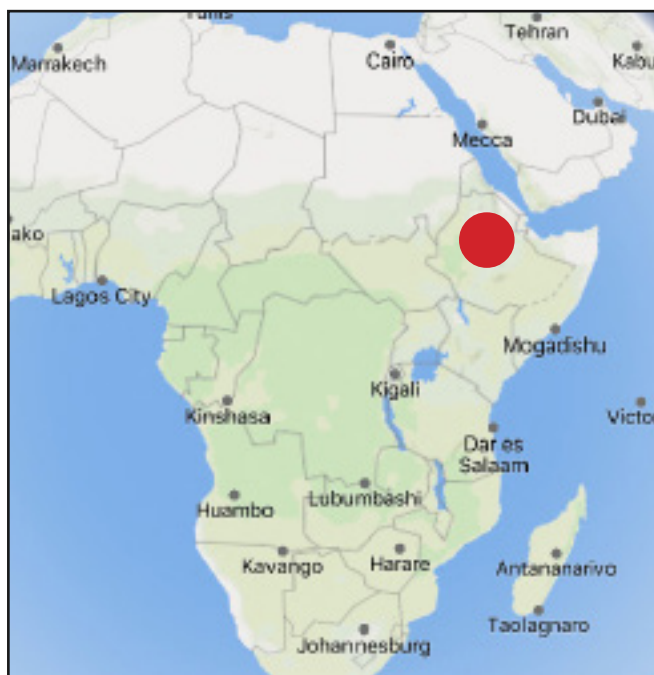 Tehran
Marrakech
Cairo
Kabu
Dubai
Mecca
ako
Lagos City
Mogadishu
Kigali
Kinshasa
Victo
Dar es
Salaam
Huambo
Lubumbashi
Kavango
Harare
Antananarivo
Taolagnaro
Johannesburg